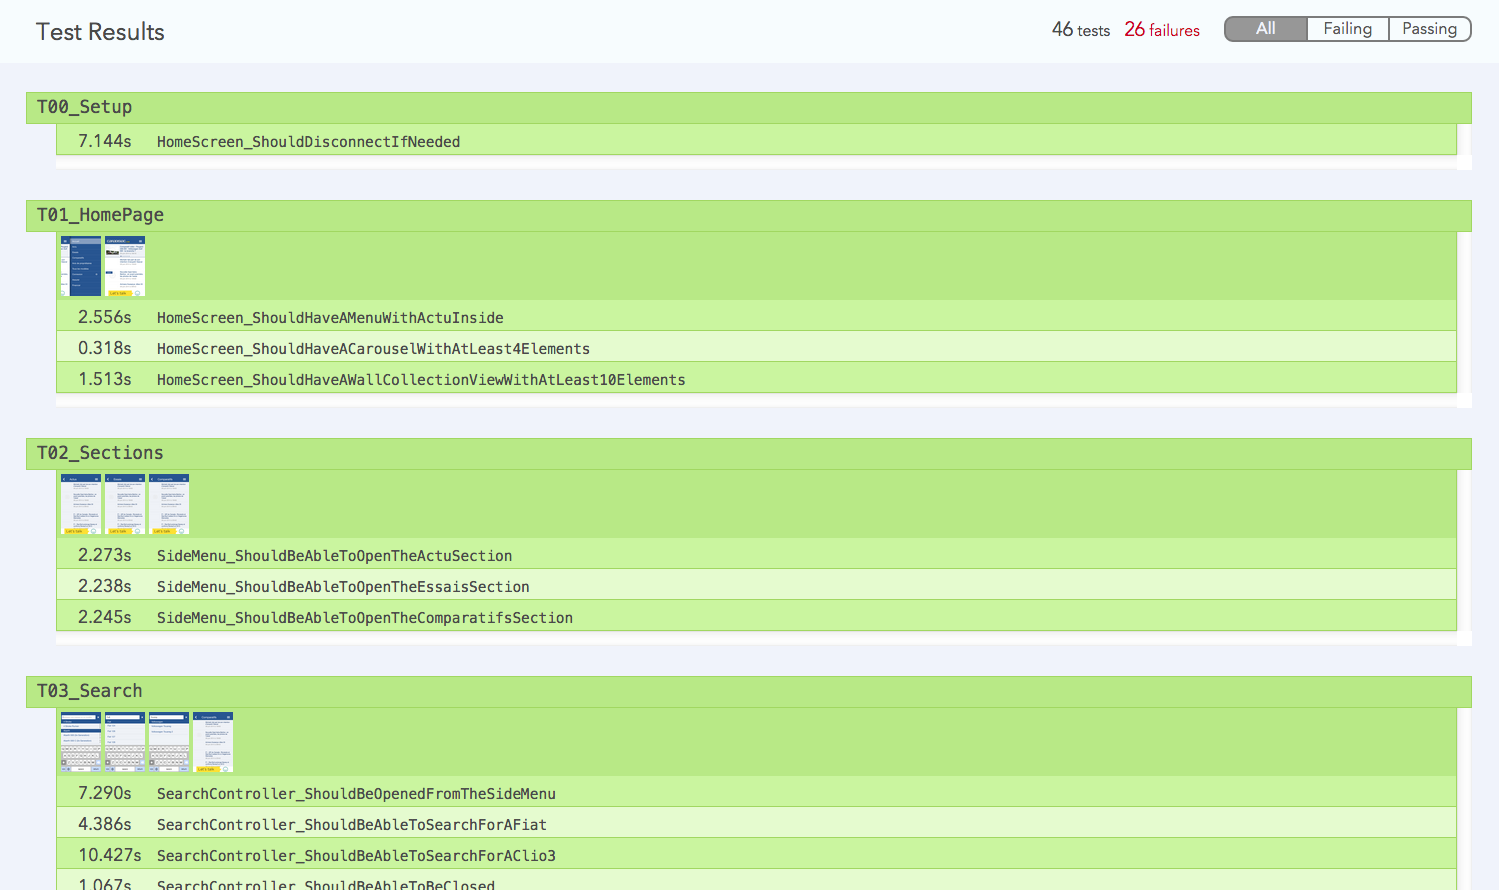 Test Results
46 tests 26 failures All Failing Passing
T00_Setup
7.144s HomeScreen_ShouldDisconnectIfNeeded
T01_HomePage
2.556s HomeScreen_ShouldHaveAMenuWithActuInside
0.318s HomeScreen_ShouldHaveACarouselWithAtLeast4Elements
1.513s HomeScreen_ShouldHaveAWallCollectionViewWithAtLeast10Elements
T02_Sections
2.273s SideMenu_ShouldBeAbleToOpenTheActuSection
2.238s SideMenu_ShouldBeAbleToOpenTheEssaisSection
2.245s SideMenu_ShouldBeAbleToOpenTheComparatifsSection
T03_Search
7.290s SearchController_ShouldBeOpenedFromTheSideMenu
4.386s SearchController_ShouldBeAbleToSearchForAFiat
10.427s SearchController_ShouldBeAbleToSearchForAClio3
1.067s SearchController_ShouldBeAbleToBeClosed